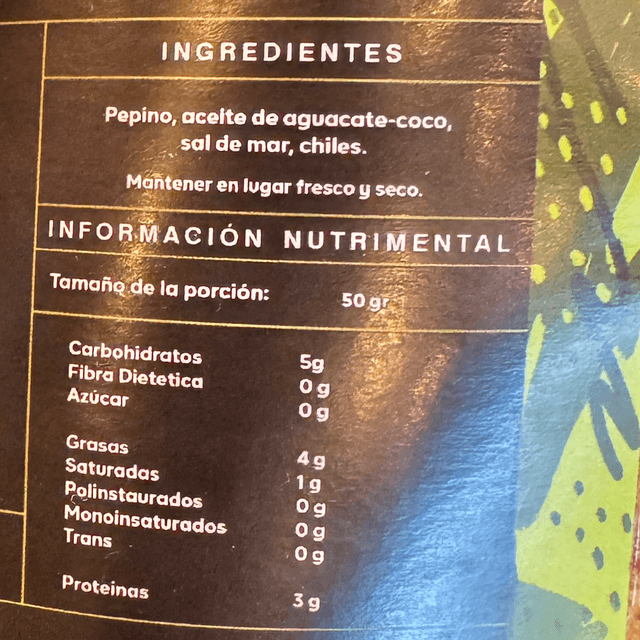 INGREDIENTES
Pepino, aceite de aguacate-coco,
sal de mar, chiles.
Mantener en lugar fresco y seco.
INFORMACIÓN NUTRIMENTAL
Tamaño de la porción: 50 gr
Carbohidratos 5g
Fibra Dietetica 0 g
Azúcar 0 g
Grasas 4 g
Saturadas 1 g
Polinstaurados 0 g
Monoinsaturados 0 g
Trans 0 g
Proteinas 3 g